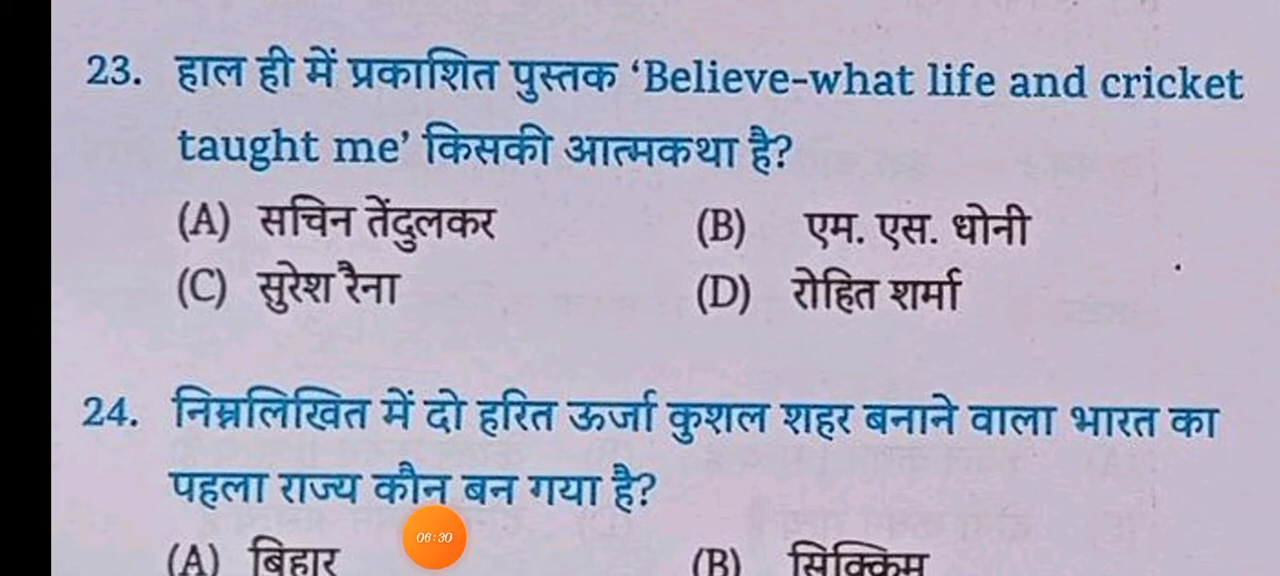 23. हाल ही में प्रकाशित पुस्तक ‘Believe-what life and cricket
taught me’ किसकी आत्मकथा है?
(A) सचिन तेंदुलकर (B) एम. एस. धोनी
(C) सुरेश रैना (D) रोहित शर्मा
24. निम्नलिखित में दो हरित ऊर्जा कुशल शहर बनाने वाला भारत का
पहला राज्य कौन बन गया है?
06:30
(A) बिहार (B) सिक्किम